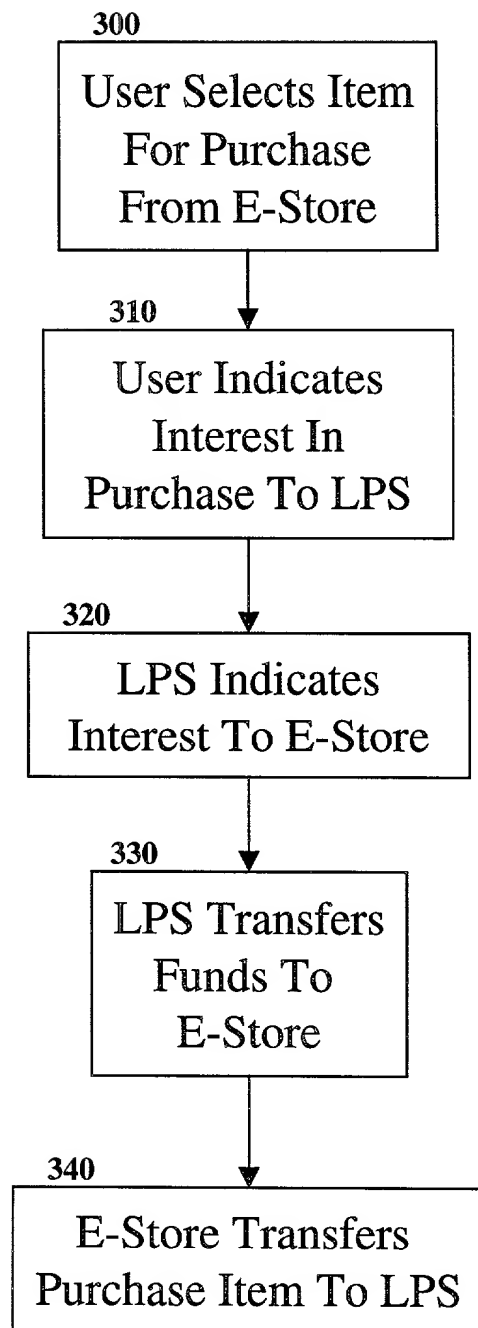 300
User Selects Item
For Purchase
From E-Store
310
User Indicates
Interest In
Purchase To LPS
320
LPS Indicates
Interest To E-Store
330
LPS Transfers
Funds To
E-Store
340
E-Store Transfers
Purchase Item To LPS